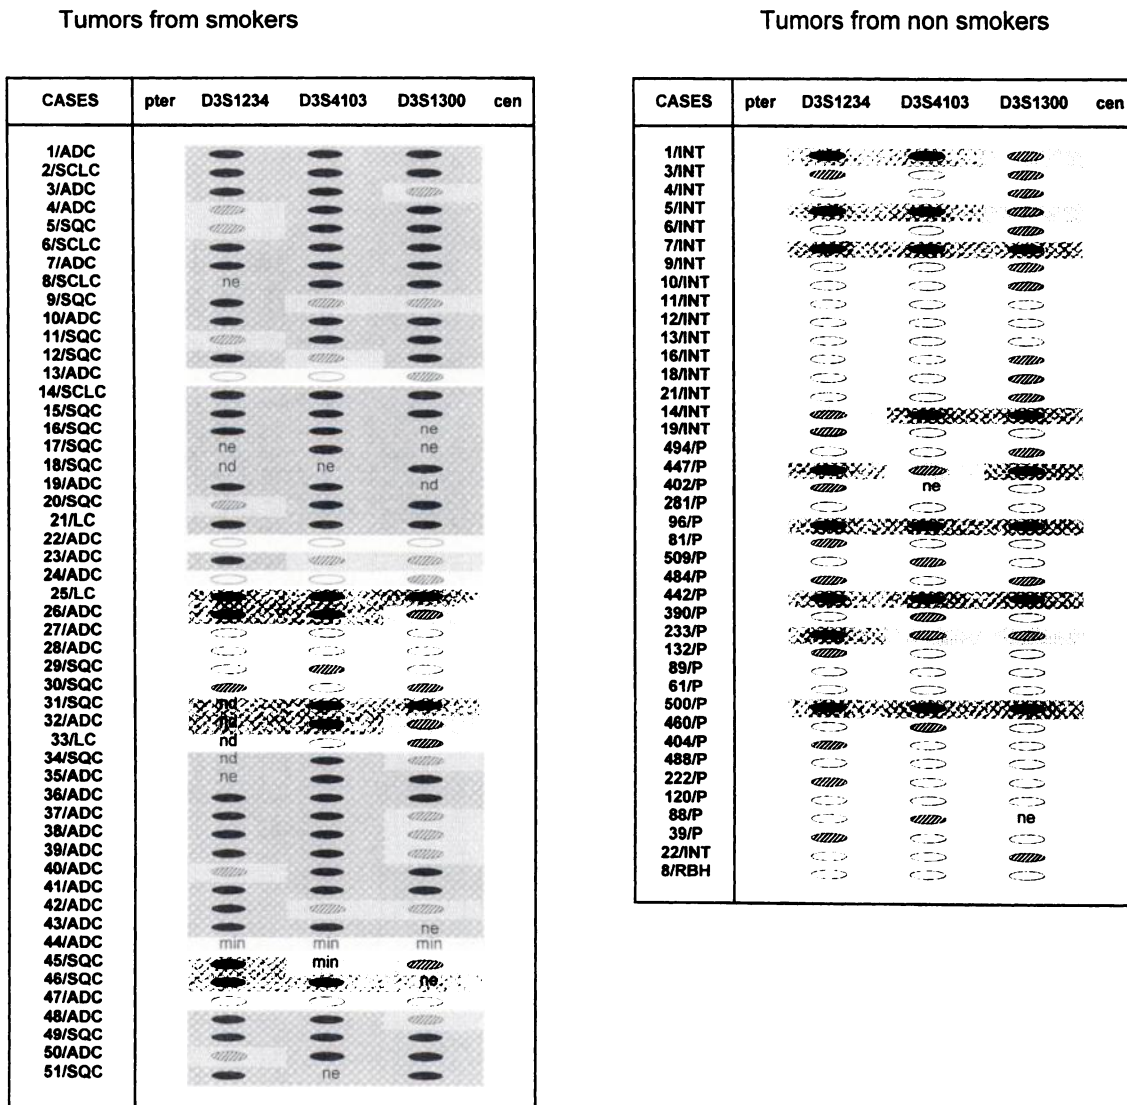 Tumors from smokers
Tumors from non smokers
CASES pter D3S1234 D3S4103 D3S1300 cen
1/ADC
2/SCLC
3/ADC
4/ADC
5/SQC
6/SCLC
7/ADC
8/SCLC ne
9/SQC
10/ADC
11/SQC
12/SQC
13/ADC
14/SCLC
15/SQC
16/SQC ne
17/SQC ne ne
18/SQC nd ne
19/ADC nd
20/SQC
21/LC
22/ADC
23/ADC
24/ADC
25/LC
26/ADC
27/ADC
28/ADC
29/SQC
30/SQC
31/SQC nd
32/ADC nd
33/LC nd
34/SQC nd
35/ADC ne
36/ADC
37/ADC
38/ADC
39/ADC
40/ADC
41/ADC
42/ADC
43/ADC ne
44/ADC min min min
45/SQC min
46/SQC ne
47/ADC
48/ADC
49/SQC
50/ADC
51/SQC ne
CASES pter D3S1234 D3S4103 D3S1300 cen
1/INT
3/INT
4/INT
5/INT
6/INT
7/INT
9/INT
10/INT
11/INT
12/INT
13/INT
16/INT
18/INT
21/INT
14/INT
19/INT
494/P
447/P
402/P ne
281/P
96/P
81/P
509/P
484/P
442/P
390/P
233/P
132/P
89/P
61/P
500/P
460/P
404/P
488/P
222/P
120/P
88/P ne
39/P
22/INT
8/RBH